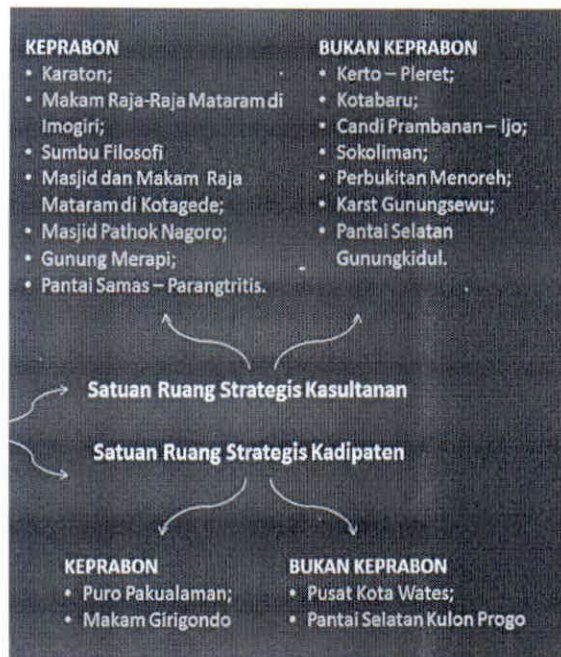 KEPRABON
• Karaton;
• Makam Raja-Raja Mataram di
Imogiri;
• Sumbu Filosofi
• Masjid dan Makam Raja
Mataram di Kotagede;
• Masjid Pathok Nagoro;
• Gunung Merapi;
• Pantai Samas – Parangtritis.
BUKAN KEPRABON
• Kerto – Pleret;
• Kotabaru;
• Candi Prambanan – Ijo;
• Sokoliman;
• Perbukitan Menoreh;
• Karst Gunungsewu;
• Pantai Selatan
Gunungkidul.
Satuan Ruang Strategis Kasultanan
Satuan Ruang Strategis Kadipaten
KEPRABON
• Puro Pakualaman;
• Makam Girigondo
BUKAN KEPRABON
• Pusat Kota Wates;
• Pantai Selatan Kulon Progo